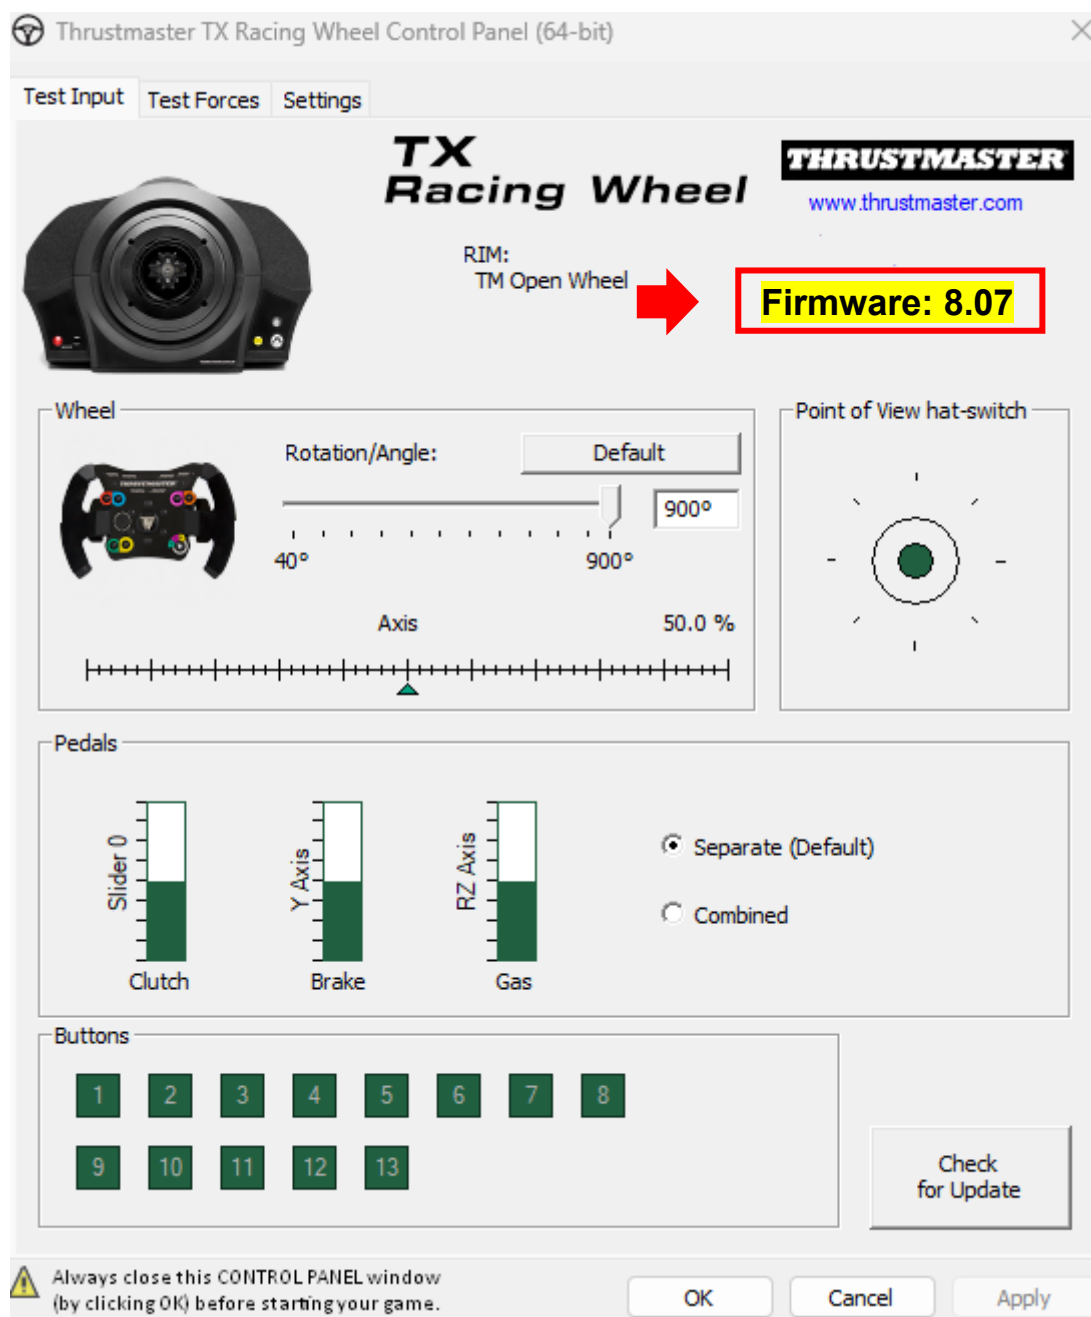 Thrustmaster TX Racing Wheel Control Panel (64-bit)
Test Input Test Forces Settings
TX
Racing Wheel
THRUSTMASTER
www.thrustmaster.com
RIM:
TM Open Wheel
Firmware: 8.07
Wheel
Rotation/Angle:
Default
900°
40°
900°
Axis
50.0 %
Point of View hat-switch
Pedals
Slider 0
Clutch
Y Axis
Brake
RZ Axis
Gas
Separate (Default)
Combined
Buttons
1 2 3 4 5 6 7 8
9 10 11 12 13
Check
for Update
Always close this CONTROL PANEL window
(by clicking OK) before starting your game.
OK Cancel Apply